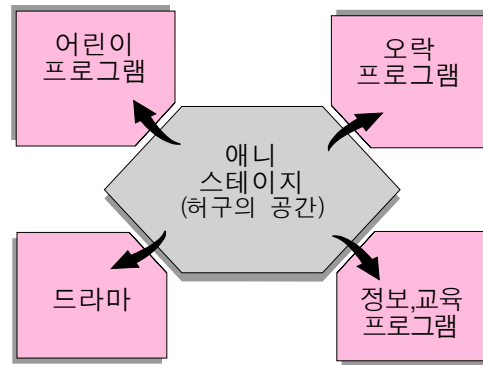 어린이
프로그램
오락
프로그램
애니
스테이지
(허구의 공간)
드라마
정보,교육
프로그램